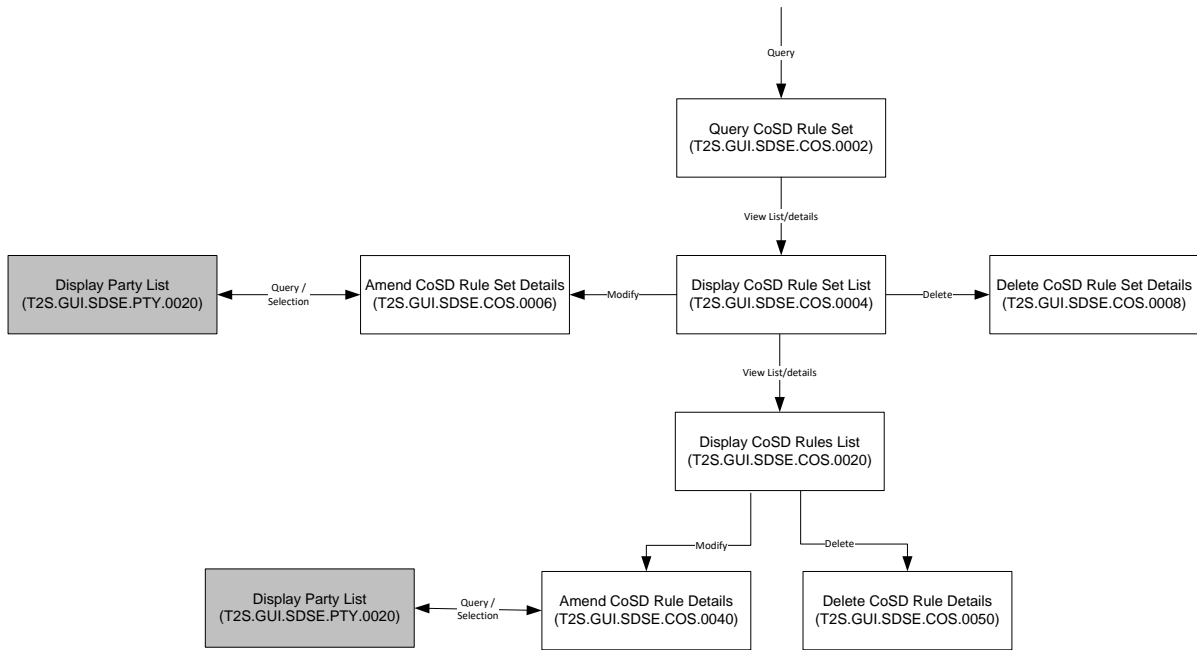 Query
Query CoSD Rule Set
(T2S.GUI.SDSE.COS.0002)
View List/details
Display Party List
(T2S.GUI.SDSE.PTY.0020)
Query /
Selection
Amend CoSD Rule Set Details
(T2S.GUI.SDSE.COS.0006)
Modify
Display CoSD Rule Set List
(T2S.GUI.SDSE.COS.0004)
Delete
Delete CoSD Rule Set Details
(T2S.GUI.SDSE.COS.0008)
View List/details
Display CoSD Rules List
(T2S.GUI.SDSE.COS.0020)
Modify
Delete
Display Party List
(T2S.GUI.SDSE.PTY.0020)
Query /
Selection
Amend CoSD Rule Details
(T2S.GUI.SDSE.COS.0040)
Delete CoSD Rule Details
(T2S.GUI.SDSE.COS.0050)